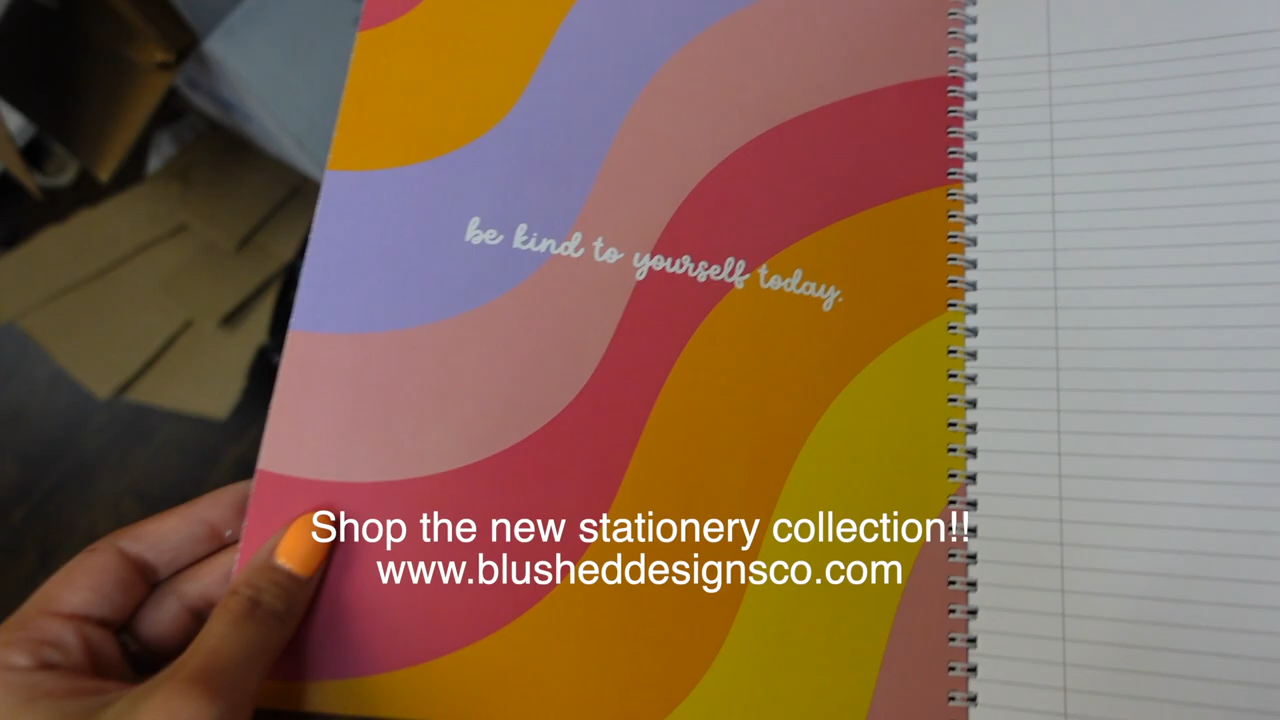 be kind to yourself today.
Shop the new stationery collection!!
www.blusheddesignsco.com